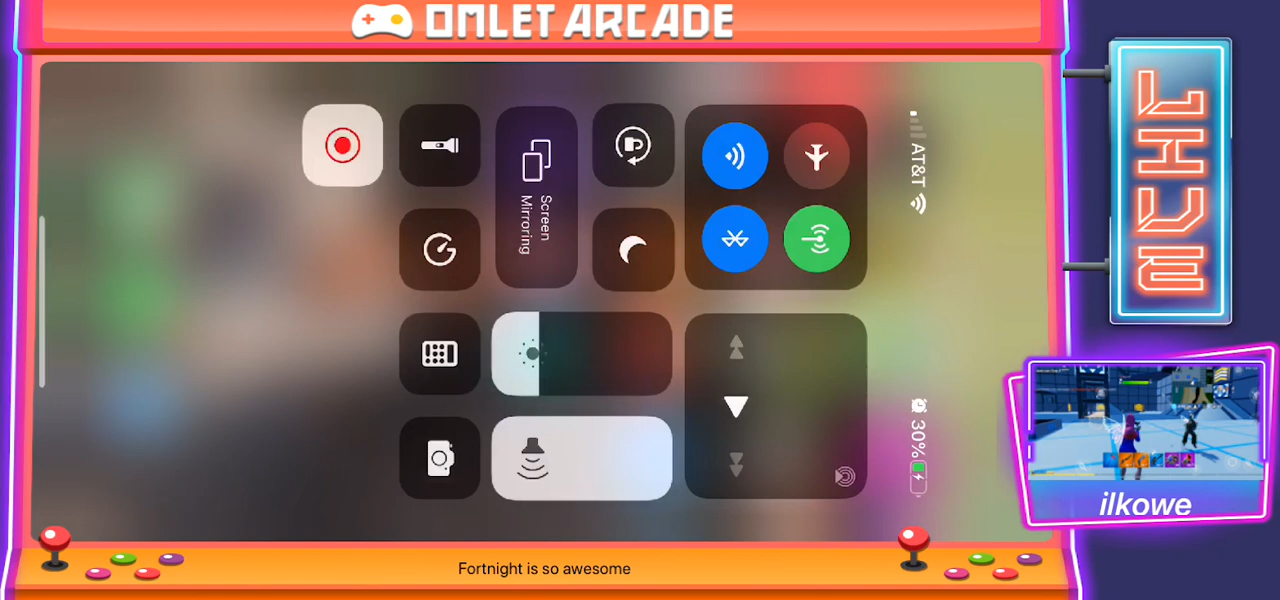 OMLET ARCADE
LIVE
AT&T
30%
Screen
Mirroring
ilkowe
Fortnight is so awesome